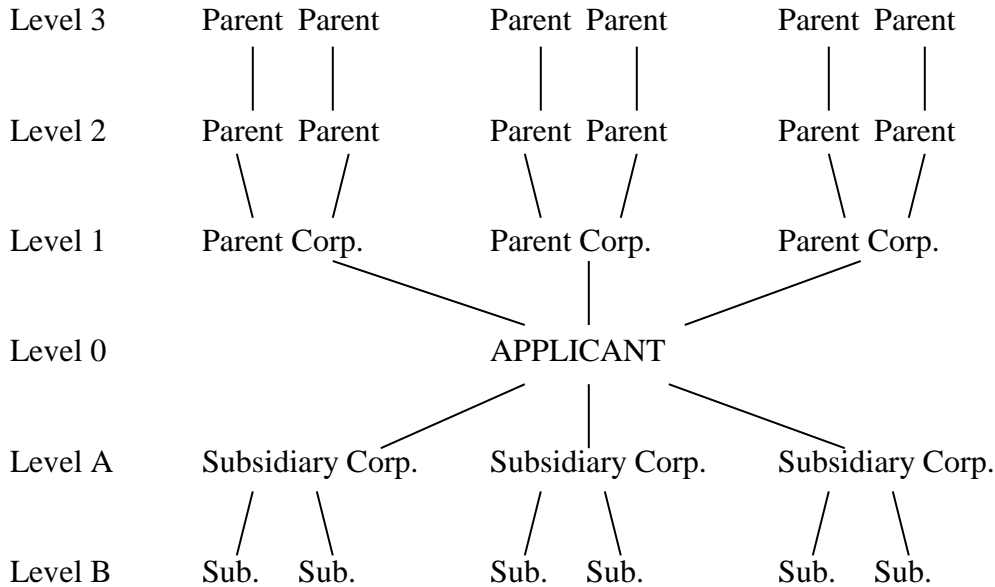 Level 3 Parent Parent Parent Parent Parent Parent
Level 2 Parent Parent Parent Parent Parent Parent
Level 1 Parent Corp. Parent Corp. Parent Corp.
Level 0 APPLICANT
Level A Subsidiary Corp. Subsidiary Corp. Subsidiary Corp.
Level B Sub. Sub. Sub. Sub. Sub. Sub.